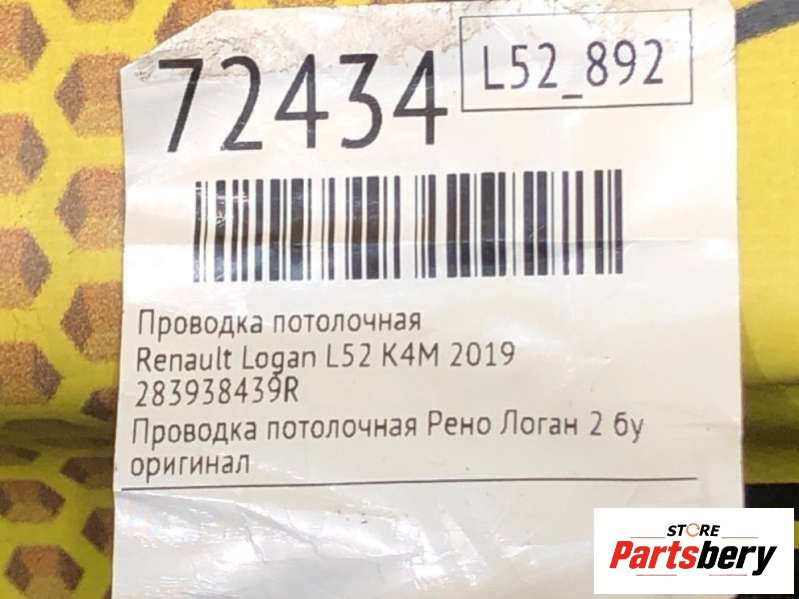 72434
L52_892
Проводка потолочная
Renault Logan L52 K4M 2019
283938439R
Проводка потолочная Рено Логан 2 бу
оригинал
STORE
Partsbery